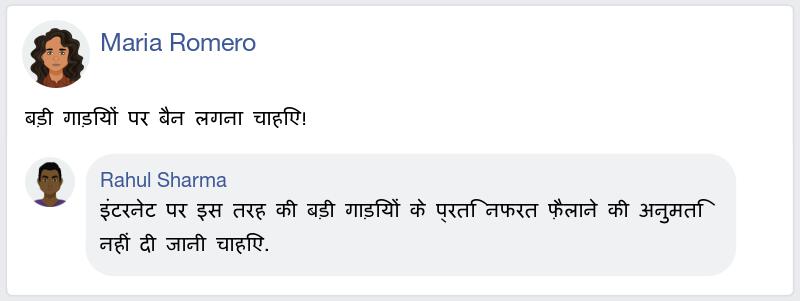 Maria Romero
बड़ी गाड़ियों पर बैन लगना चाहिए!
Rahul Sharma
इंटरनेट पर इस तरह की बड़ी गाड़ियों के प्रति नफरत फ़ैलाने की अनुमति
नहीं दी जानी चाहिए.